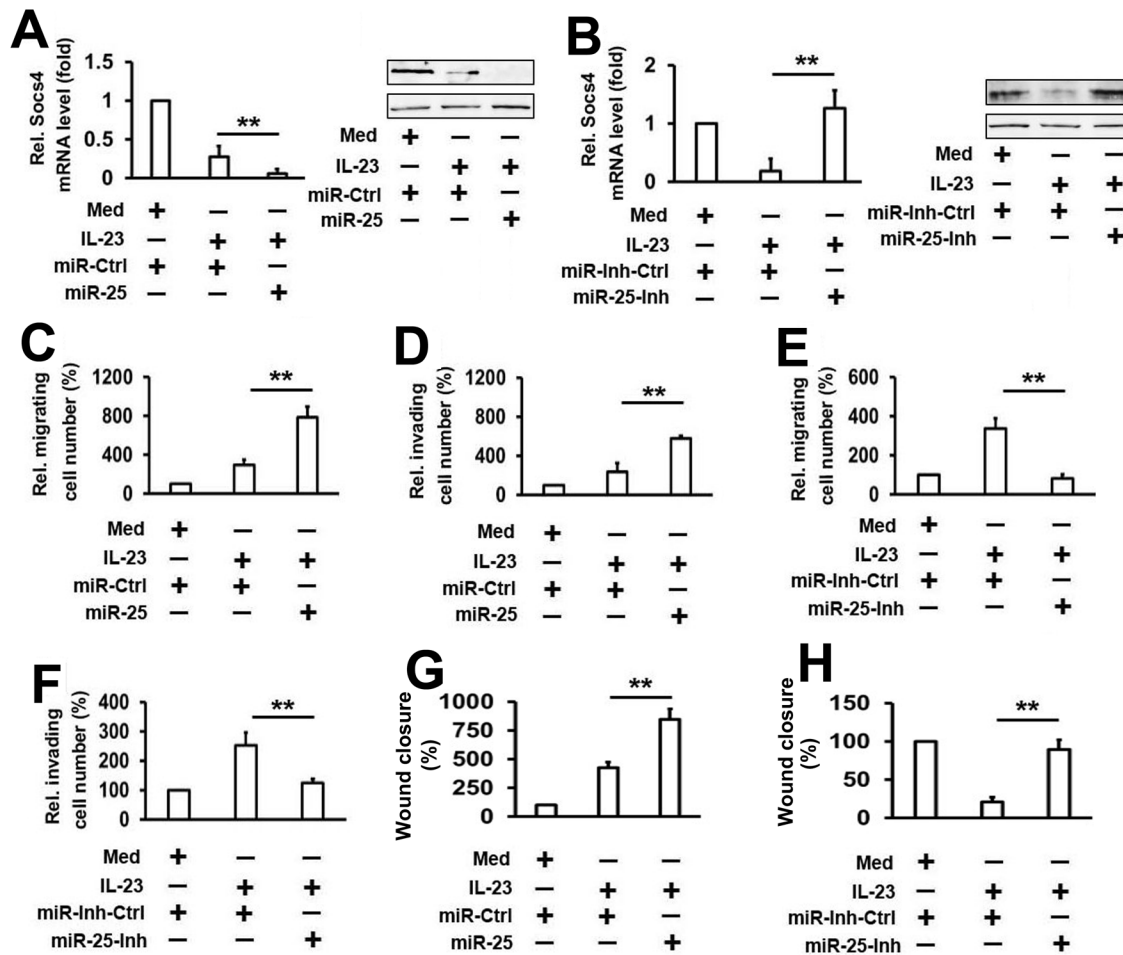 A
Rel. Socs4
mRNA level (fold)
1.5
1
0.5
0
**
Med + – –
IL-23 – + +
miR-Ctrl + + –
miR-25 – – +
Med + – –
IL-23 – + +
miR-Ctrl + + –
miR-25 – – +
B
Rel. Socs4
mRNA level (fold)
2
1
0
**
Med + – –
IL-23 – + +
miR-Inh-Ctrl + + –
miR-25-Inh – – +
Med + – –
IL-23 – + +
miR-Inh-Ctrl + + –
miR-25-Inh – – +
C
Rel. migrating
cell number (%)
1200
800
400
0
**
Med + – –
IL-23 – + +
miR-Ctrl + + –
miR-25 – – +
D
Rel. invading
cell number (%)
1200
800
400
0
**
Med + – –
IL-23 – + +
miR-Ctrl + + –
miR-25 – – +
E
Rel. migrating
cell number (%)
600
400
200
0
**
Med + – –
IL-23 – + +
miR-Inh-Ctrl + + –
miR-25-Inh – – +
F
Rel. invading
cell number (%)
400
300
200
100
0
**
Med + – –
IL-23 – + +
miR-Inh-Ctrl + + –
miR-25-Inh – – +
G
Wound closure
(%)
1000
750
500
250
0
**
Med + – –
IL-23 – + +
miR-Ctrl + + –
miR-25 – – +
H
Wound closure
(%)
150
100
50
0
**
Med + – –
IL-23 – + +
miR-Inh-Ctrl + + –
miR-25-Inh – – +